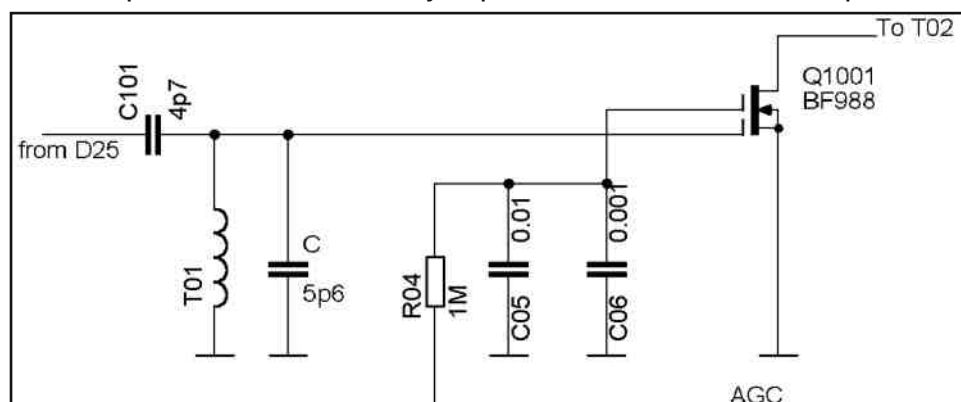 To T02
Q1001
BF988
C101
4p7
from D25
T01
C
5p6
R04
1M
0.01
C05
0.001
C06
AGC